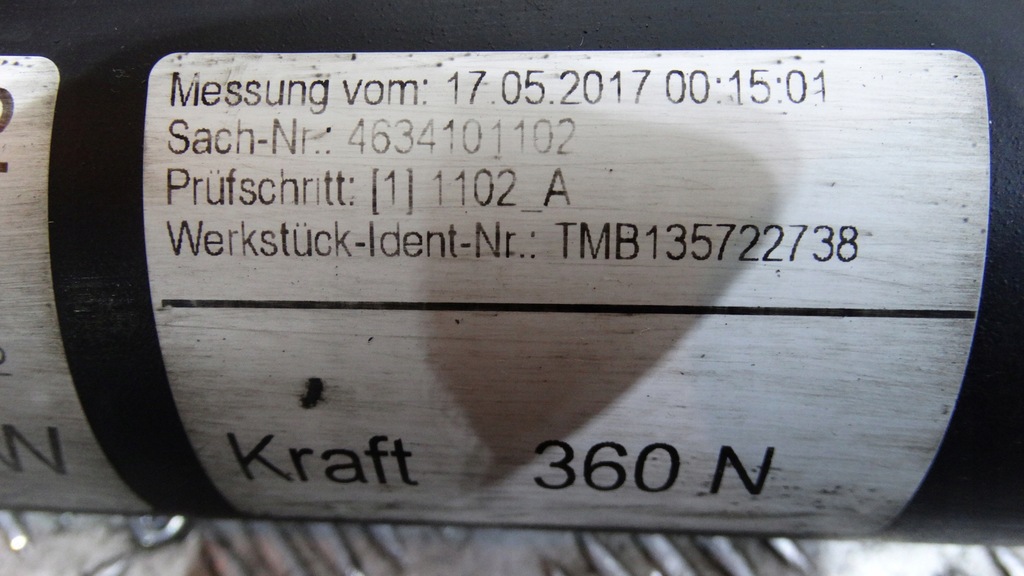 Messung vom: 17.05.2017 00:15:01
Sach-Nr.: 4634101102
Prüfschritt: [1] 1102_A
Werkstück-Ident-Nr.: TMB135722738
Kraft 360 N
2
N